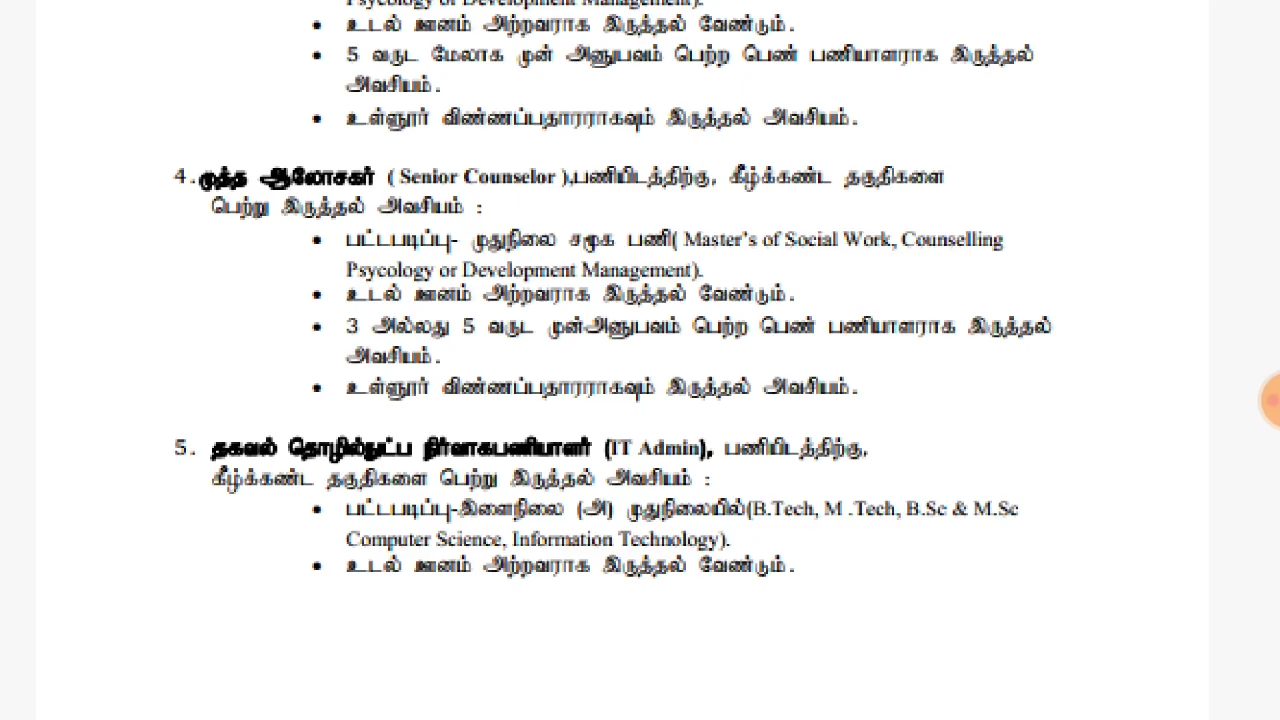 Psycology or Development Management).
• உடல் ஊனம் அற்றவராக இருத்தல் வேண்டும்.
• 5 வருட மேலாக முன் அனுபவம் பெற்ற பெண் பணியாளராக இருத்தல்
அவசியம்.
• உள்ளூர் விண்ணப்பதாரராகவும் இருத்தல் அவசியம்.
4.மூத்த ஆலோசகர் ( Senior Counselor ),பணியிடத்திற்கு, கீழ்க்கண்ட தகுதிகளை
பெற்று இருத்தல் அவசியம் :
• பட்டபடிப்பு- முதுநிலை சமூக பணி( Master's of Social Work, Counselling
Psycology or Development Management).
• உடல் ஊனம் அற்றவராக இருத்தல் வேண்டும்.
• 3 அல்லது 5 வருட முன்அனுபவம் பெற்ற பெண் பணியாளராக இருத்தல்
அவசியம்.
• உள்ளூர் விண்ணப்பதாரராகவும் இருத்தல் அவசியம்.
5. தகவல் தொழில்நுட்ப நிர்வாகபணியாளர் (IT Admin), பணியிடத்திற்கு,
கீழ்க்கண்ட தகுதிகளை பெற்று இருத்தல் அவசியம் :
• பட்டபடிப்பு-இளைநிலை (அ) முதுநிலையில்(B.Tech, M .Tech, B.Sc & M.Sc
Computer Science, Information Technology).
• உடல் ஊனம் அற்றவராக இருத்தல் வேண்டும்.